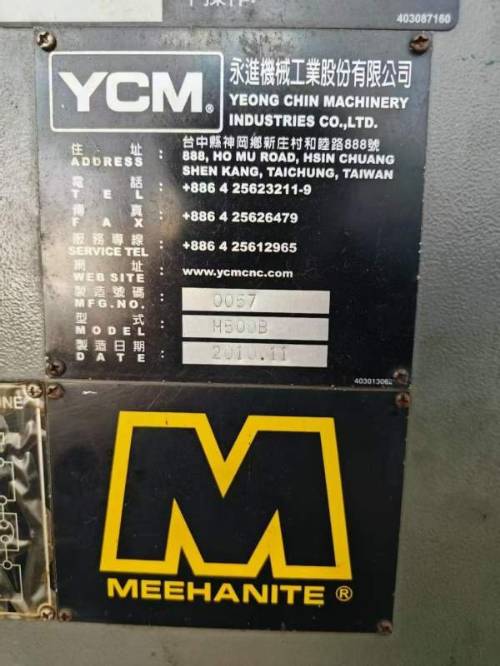 中操作.
403087160
YCM®
永進機械工業股份有限公司
YEONG CHIN MACHINERY
INDUSTRIES CO.,LTD.
住址 : 台中縣神岡鄉新庄村和睦路888號
ADDRESS : 888, HO MU ROAD, HSIN CHUANG
SHEN KANG, TAICHUNG, TAIWAN
電話 : +886 4 25623211-9
TEL
傳真 : +886 4 25626479
FAX
服務專線 : +886 4 25612965
SERVICE TEL
網址 : www.ycmcnc.com
WEB SITE
製造號碼 : 0057
MFG.NO.
型式 : H500B
MODEL
製造日期 : 2010.11
DATE
403013062
INE
M
MEEHANITE ®